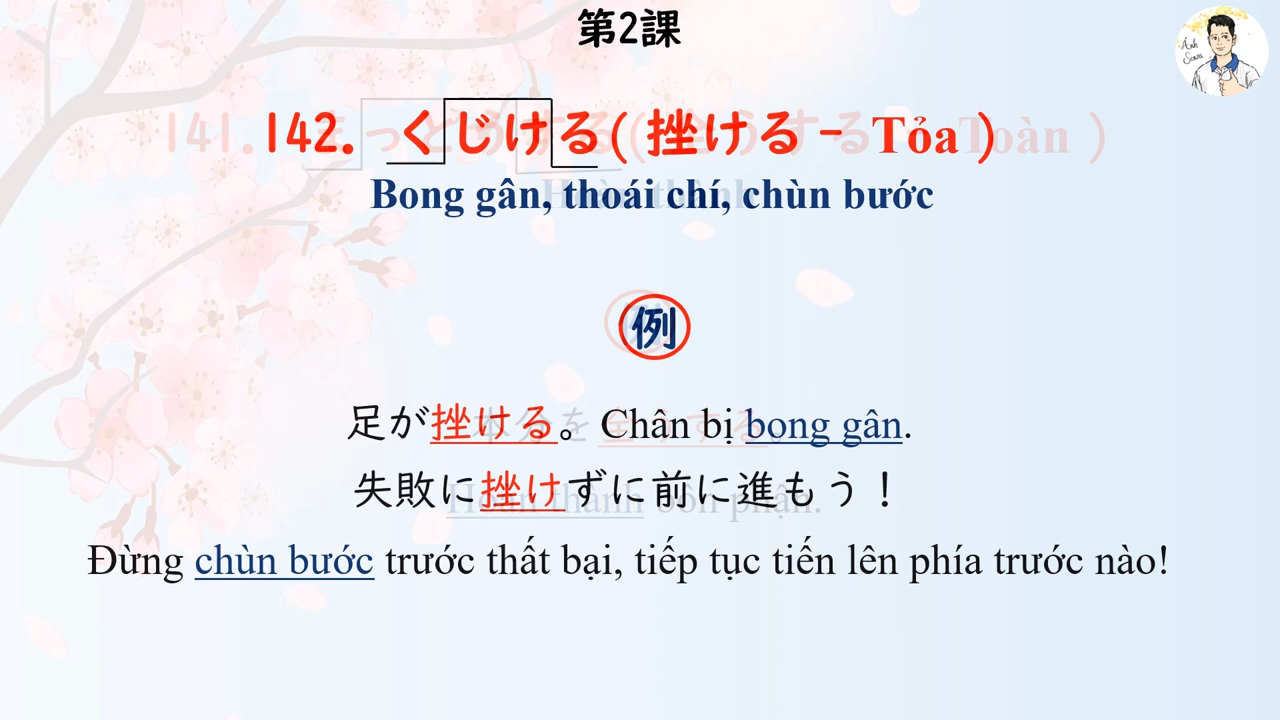 第2課
Anh Sensei
142. くじける( 挫ける - Tỏa )
Bong gân, thoái chí, chùn bước
例
足が挫ける。Chân bị bong gân.
失敗に挫けずに前に進もう！
Đừng chùn bước trước thất bại, tiếp tục tiến lên phía trước nào!